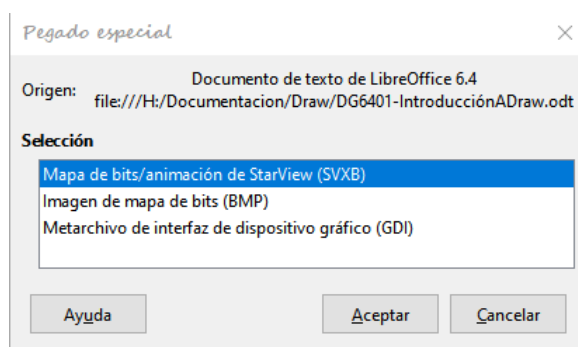 Pegado especial
Documento de texto de LibreOffice 6.4
Origen:
file:///H:/Documentacion/Draw/DG6401-IntroducciónADraw.odt
Selección
Mapa de bits/animación de StarView (SVXB)
Imagen de mapa de bits (BMP)
Metarchivo de interfaz de dispositivo gráfico (GDI)
Ayuda Aceptar Cancelar